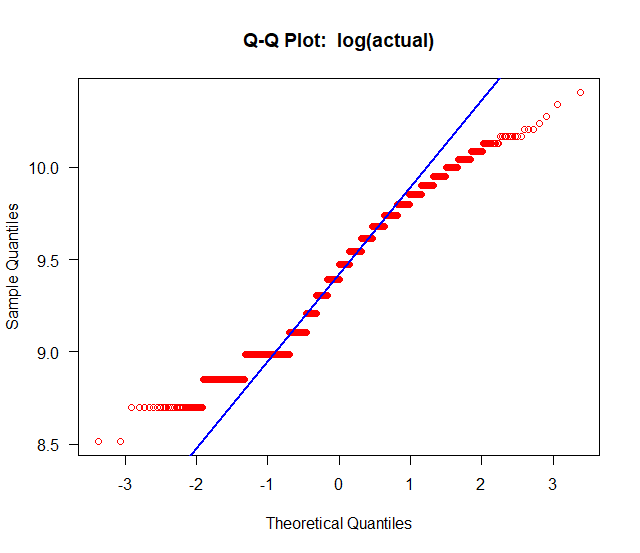 Q-Q Plot:  log(actual)
Sample Quantiles
10.0
9.5
9.0
8.5
-3 -2 -1 0 1 2 3
Theoretical Quantiles